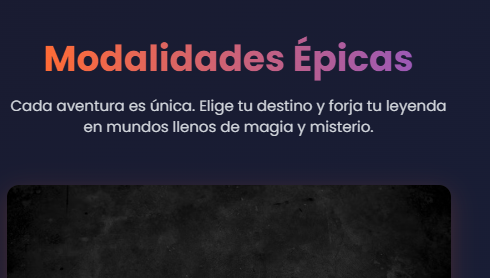 Modalidades Épicas
Cada aventura es única. Elige tu destino y forja tu leyenda
en mundos llenos de magia y misterio.